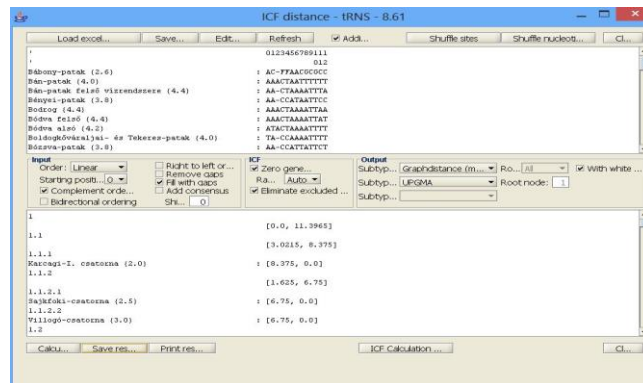 ICF distance - tRNS - 8.61
Load excel... Save... Edit... Refresh Addi... Shuffle sites Shuffle nucleoti... Cl...
' 0123456789111
' 012
Bábony-patak (2.6) : AC-FFAACGCGCC
Bán-patak (4.0) : AAACTAATTTTTT
Bán-patak felső vízrendszere (4.4) : AA-CTAAAATTTA
Bényei-patak (3.8) : AA-CCATAATTCC
Bodrog (4.4) : AAACTAAAATTAA
Bódva felső (4.4) : AAACTAAAATTAT
Bódva alsó (4.2) : ATACTAAAATTTT
Boldogkőváraljai- és Tekeres-patak (4.0) : TA-CCAAAATTTT
Bózsva-patak (3.8) : AA-CCATTATTCT
Input ICF Output
Order: Linear Right to left or... Zero gene... Subtyp... Graphdistance (m... Ro... All With white ...
Starting positi... 0 Remove gaps Fill with gaps Ra... Auto Subtyp... UPGMA Root node: 1
Complement orde... Add consensus Eliminate excluded ... Subtyp...
Bidirectional ordering Shi... 0
1
[0.0, 11.3965]
1.1
[3.0215, 8.375]
1.1.1
Karcagi-I. csatorna (2.0) : [8.375, 0.0]
1.1.2
[1.625, 6.75]
1.1.2.1
Sajkfoki-csatorna (2.5) : [6.75, 0.0]
1.1.2.2
Villogó-csatorna (3.0) : [6.75, 0.0]
1.2
Calcu... Save res... Print res... ICF Calculation ... Cl...